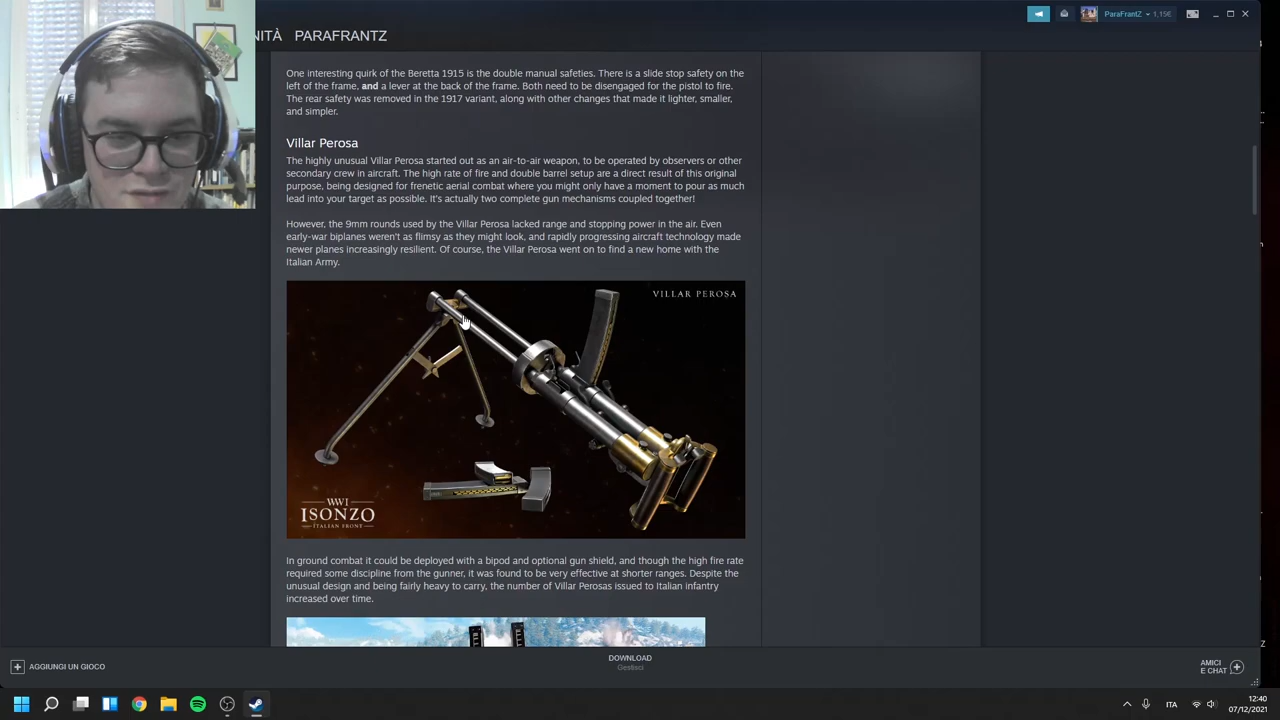 NITÀ PARAFRANTZ
ParaFrantZ 1,15€
One interesting quirk of the Beretta 1915 is the double manual safeties. There is a slide stop safety on the
left of the frame, and a lever at the back of the frame. Both need to be disengaged for the pistol to fire.
The rear safety was removed in the 1917 variant, along with other changes that made it lighter, smaller,
and simpler.
Villar Perosa
The highly unusual Villar Perosa started out as an air-to-air weapon, to be operated by observers or other
secondary crew in aircraft. The high rate of fire and double barrel setup are a direct result of this original
purpose, being designed for frenetic aerial combat where you might only have a moment to pour as much
lead into your target as possible. It's actually two complete gun mechanisms coupled together!
However, the 9mm rounds used by the Villar Perosa lacked range and stopping power in the air. Even
early-war biplanes weren't as flimsy as they might look, and rapidly progressing aircraft technology made
newer planes increasingly resilient. Of course, the Villar Perosa went on to find a new home with the
Italian Army.
VILLAR PEROSA
WWI
ISONZO
ITALIAN FRONT
In ground combat it could be deployed with a bipod and optional gun shield, and though the high fire rate
required some discipline from the gunner, it was found to be very effective at shorter ranges. Despite the
unusual design and being fairly heavy to carry, the number of Villar Perosas issued to Italian infantry
increased over time.
AGGIUNGI UN GIOCO
DOWNLOAD
Gestisci
AMICI
E CHAT
ITA
12:40
07/12/2021